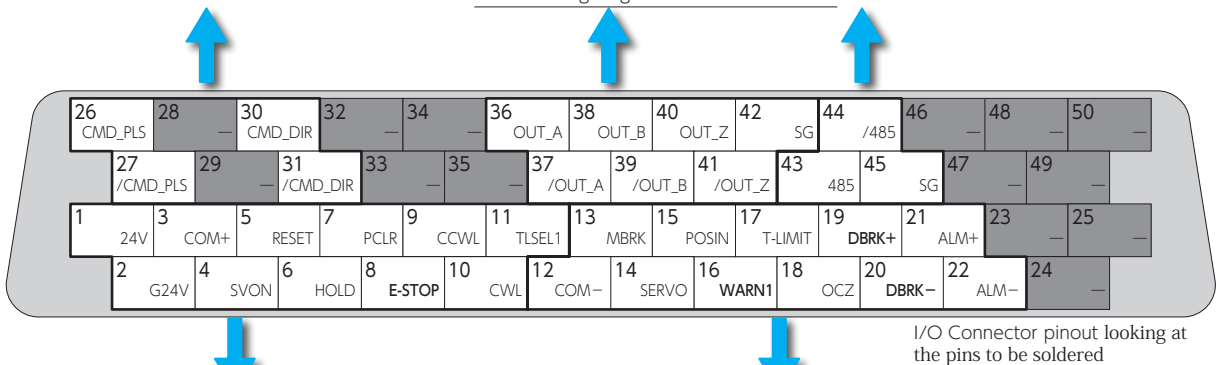 26 28 30 32 34 36 38 40 42 44 46 48 50
CMD_PLS – CMD_DIR – – OUT_A OUT_B OUT_Z SG /485 – – –
27 29 31 33 35 37 39 41 43 45 47 49
/CMD_PLS – /CMD_DIR – – /OUT_A /OUT_B /OUT_Z 485 SG – –
1 3 5 7 9 11 13 15 17 19 21 23 25
24V COM+ RESET PCLR CCWL TLSEL1 MBRK POSIN T-LIMIT DBRK+ ALM+ – –
2 4 6 8 10 12 14 16 18 20 22 24
G24V SVON HOLD E-STOP CWL COM– SERVO WARN1 OCZ DBRK– ALM– –
I/O Connector pinout looking at
the pins to be soldered